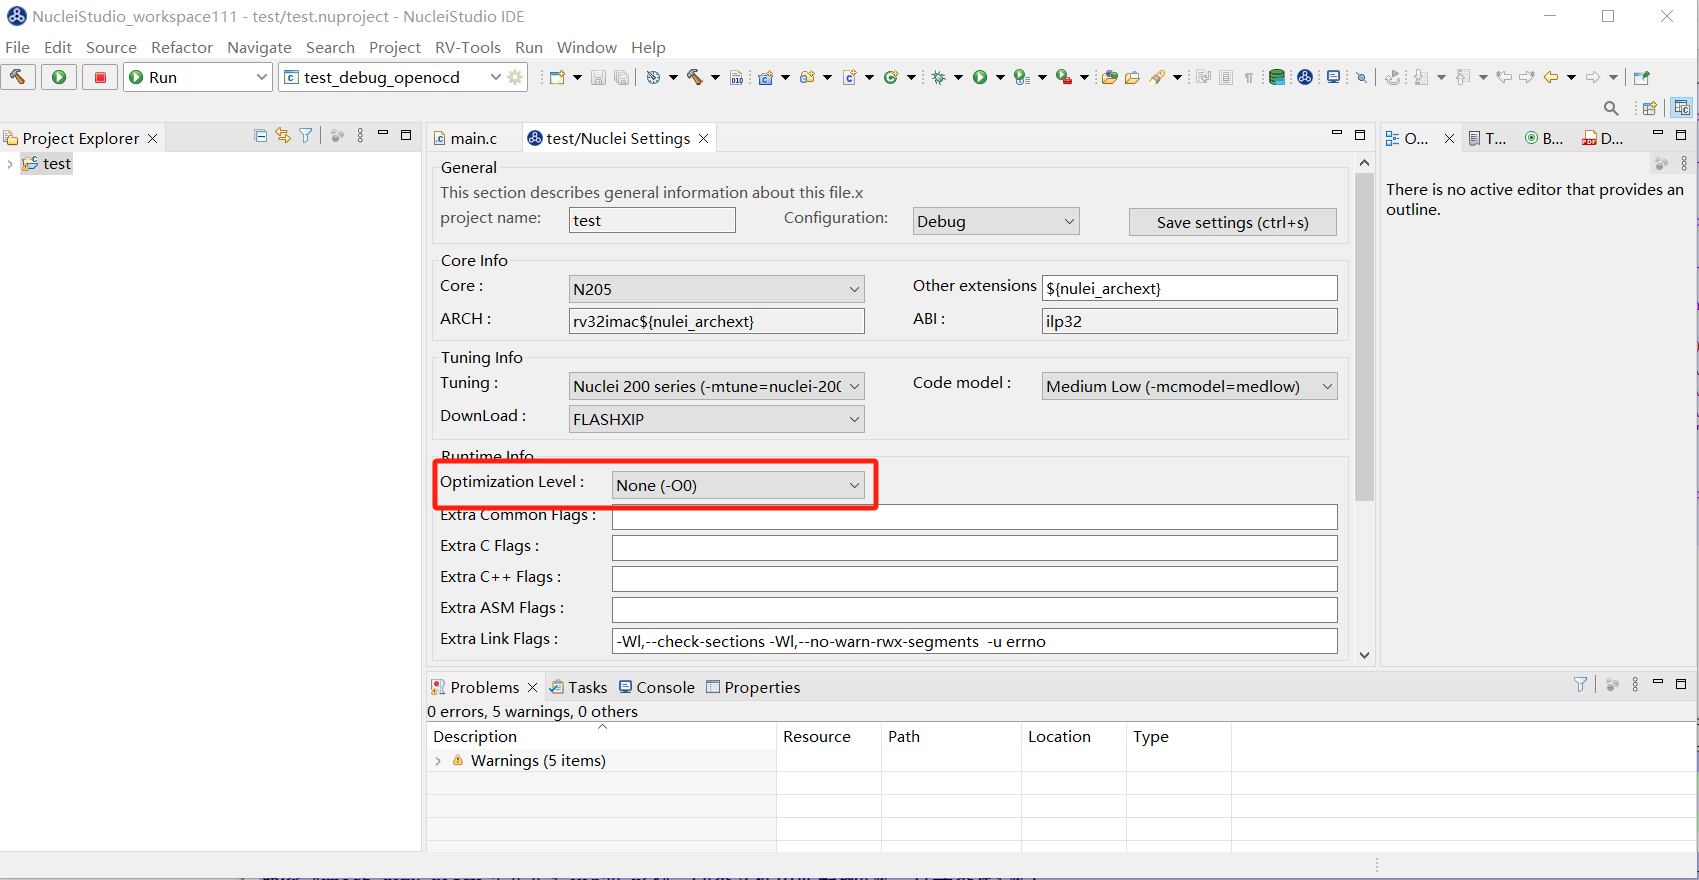 NucleiStudio_workspace111 - test/test.nuproject - NucleiStudio IDE
File Edit Source Refactor Navigate Search Project RV-Tools Run Window Help
Run
test_debug_openocd
Project Explorer
test
main.c
test/Nuclei Settings
General
This section describes general information about this file.x
project name: test Configuration: Debug Save settings (ctrl+s)
Core Info
Core : N205 Other extensions ${nulei_archext}
ARCH : rv32imac${nulei_archext} ABI : ilp32
Tuning Info
Tuning : Nuclei 200 series (-mtune=nuclei-200 Code model : Medium Low (-mcmodel=medlow)
DownLoad : FLASHXIP
Runtime Info
Optimization Level : None (-O0)
Extra Common Flags :
Extra C Flags :
Extra C++ Flags :
Extra ASM Flags :
Extra Link Flags : -Wl,--check-sections -Wl,--no-warn-rwx-segments -u errno
O... T... B... D...
There is no active editor that provides an
outline.
Problems Tasks Console Properties
0 errors, 5 warnings, 0 others
Description Resource Path Location Type
Warnings (5 items)